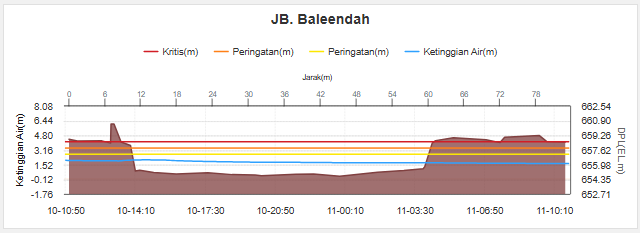 JB. Baleendah
Kritis(m) Peringatan(m) Peringatan(m) Ketinggian Air(m)
Jarak(m)
0 6 12 18 24 30 36 42 48 54 60 66 72 78
8.08 662.54
6.44 660.90
4.80 659.26
3.16 657.62
1.52 655.98
-0.12 654.35
-1.76 652.71
Ketinggian Air(m)
DPL(EL.m)
10-10:50 10-14:10 10-17:30 10-20:50 11-00:10 11-03:30 11-06:50 11-10:10